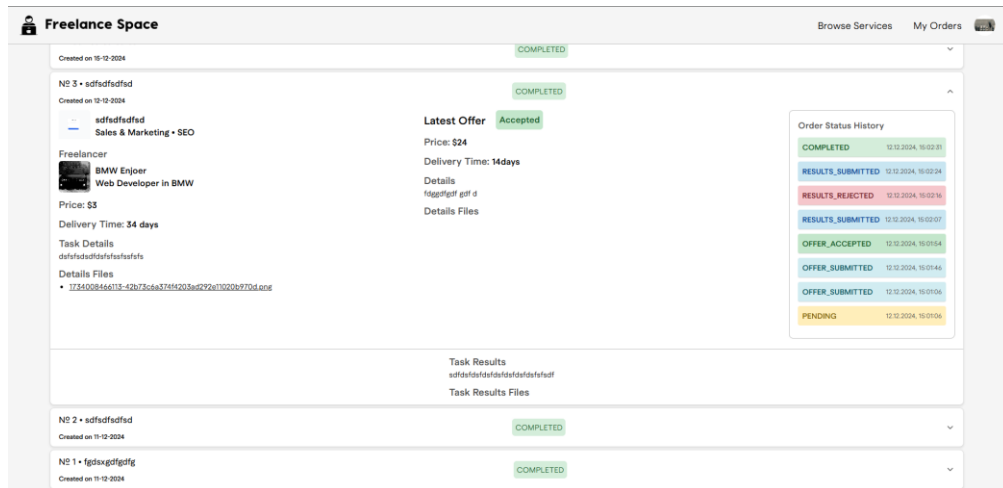 Freelance Space
Browse Services
My Orders
Created on 15-12-2024
COMPLETED
№ 3 • sdfsdfsdfsd
Created on 12-12-2024
COMPLETED
sdfsdfsdfsd
Sales & Marketing • SEO
Freelancer
BMW Enjoer
Web Developer in BMW
Price: $3
Delivery Time: 34 days
Task Details
dsfsfsdsdfdsfsfssfssfsfs
Details Files
• 1734008466113-42b73c6a374f4203ad292e11020b970d.png
Latest Offer Accepted
Price: $24
Delivery Time: 14days
Details
fdggdfgdf gdf d
Details Files
Order Status History
COMPLETED 12.12.2024, 15:02:31
RESULTS_SUBMITTED 12.12.2024, 15:02:24
RESULTS_REJECTED 12.12.2024, 15:02:16
RESULTS_SUBMITTED 12.12.2024, 15:02:07
OFFER_ACCEPTED 12.12.2024, 15:01:54
OFFER_SUBMITTED 12.12.2024, 15:01:46
OFFER_SUBMITTED 12.12.2024, 15:01:06
PENDING 12.12.2024, 15:01:06
Task Results
sdfdsfdsfdsfdsfdsfdsfdsfsfsdf
Task Results Files
№ 2 • sdfsdfsdfsd
Created on 11-12-2024
COMPLETED
№ 1 • fgdsxgdfgdfg
Created on 11-12-2024
COMPLETED